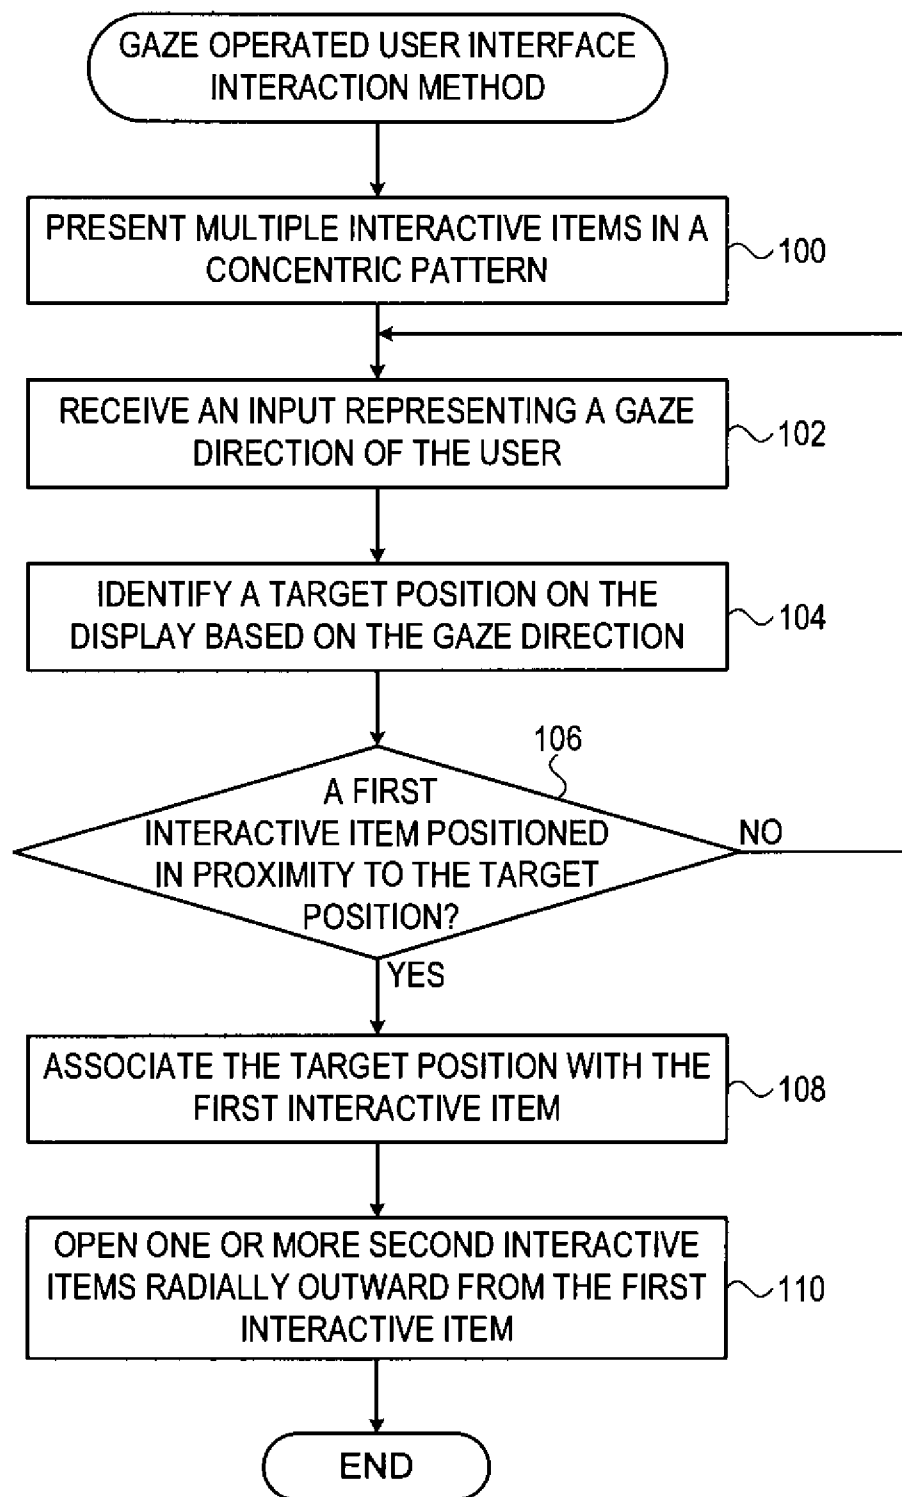 GAZE OPERATED USER INTERFACE
INTERACTION METHOD
PRESENT MULTIPLE INTERACTIVE ITEMS IN A
CONCENTRIC PATTERN
100
RECEIVE AN INPUT REPRESENTING A GAZE
DIRECTION OF THE USER
102
IDENTIFY A TARGET POSITION ON THE
DISPLAY BASED ON THE GAZE DIRECTION
104
106
A FIRST
INTERACTIVE ITEM POSITIONED
IN PROXIMITY TO THE TARGET
POSITION?
NO
YES
ASSOCIATE THE TARGET POSITION WITH THE
FIRST INTERACTIVE ITEM
108
OPEN ONE OR MORE SECOND INTERACTIVE
ITEMS RADIALLY OUTWARD FROM THE FIRST
INTERACTIVE ITEM
110
END